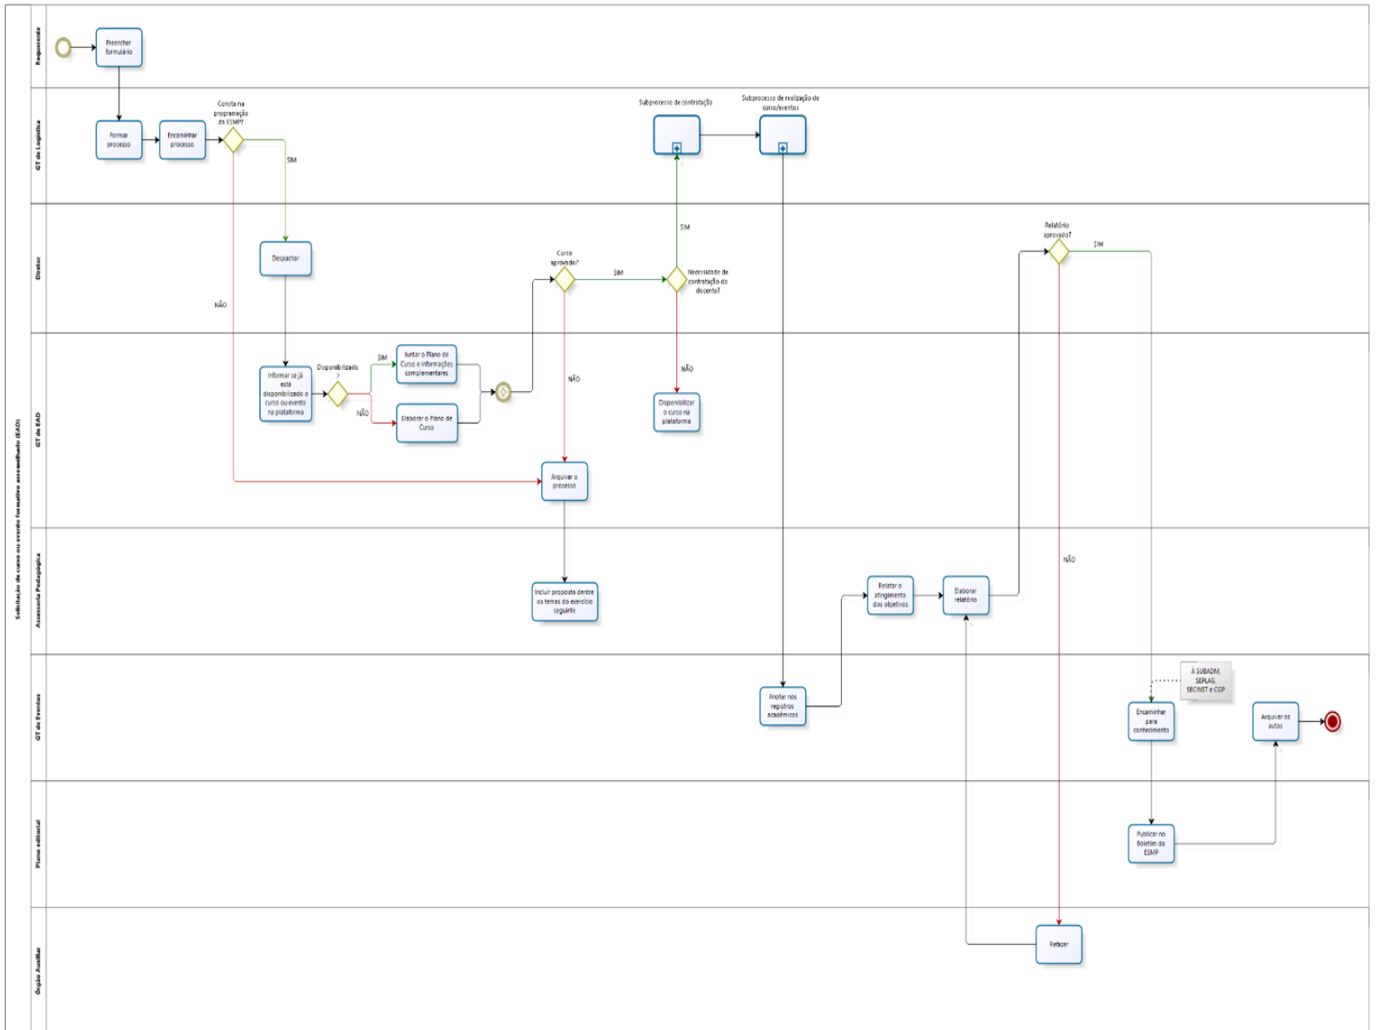 Solicitação de curso ou evento formativo assemelhado (EAD)
Requerente
Preencher
formulário
GT de Logística
Formar
processo
Encaminhar
processo
Consta na
programação
da ESMP?
SIM
NÃO
Subprocesso de contratação
Subprocesso de realização de
curso/eventos
Diretor
Despachar
Curso
aprovado?
SIM
NÃO
Necessidade de
contratação do
docente?
SIM
NÃO
Relatório
aprovado?
SIM
NÃO
GT de EAD
Informar se já
está
disponibilizado o
curso ou evento
na plataforma
Disponibilizado
?
SIM
NÃO
Juntar o Plano de
Curso e informações
complementares
Elaborar o Plano de
Curso
Disponibilizar
o curso na
plataforma
Arquivar o
processo
Assessoria Pedagógica
Incluir proposta dentre
os temas do exercício
seguinte
Relatar o
atingimento
dos objetivos
Elaborar
relatório
GT de Eventos
Anotar nos
registros
acadêmicos
À SUBADM,
SEPLAG,
SECINST e CGP
Encaminhar
para
conhecimento
Arquivar os
autos
Plano editorial
Publicar no
Boletim da
ESMP
Órgão Auxiliar
Refazer